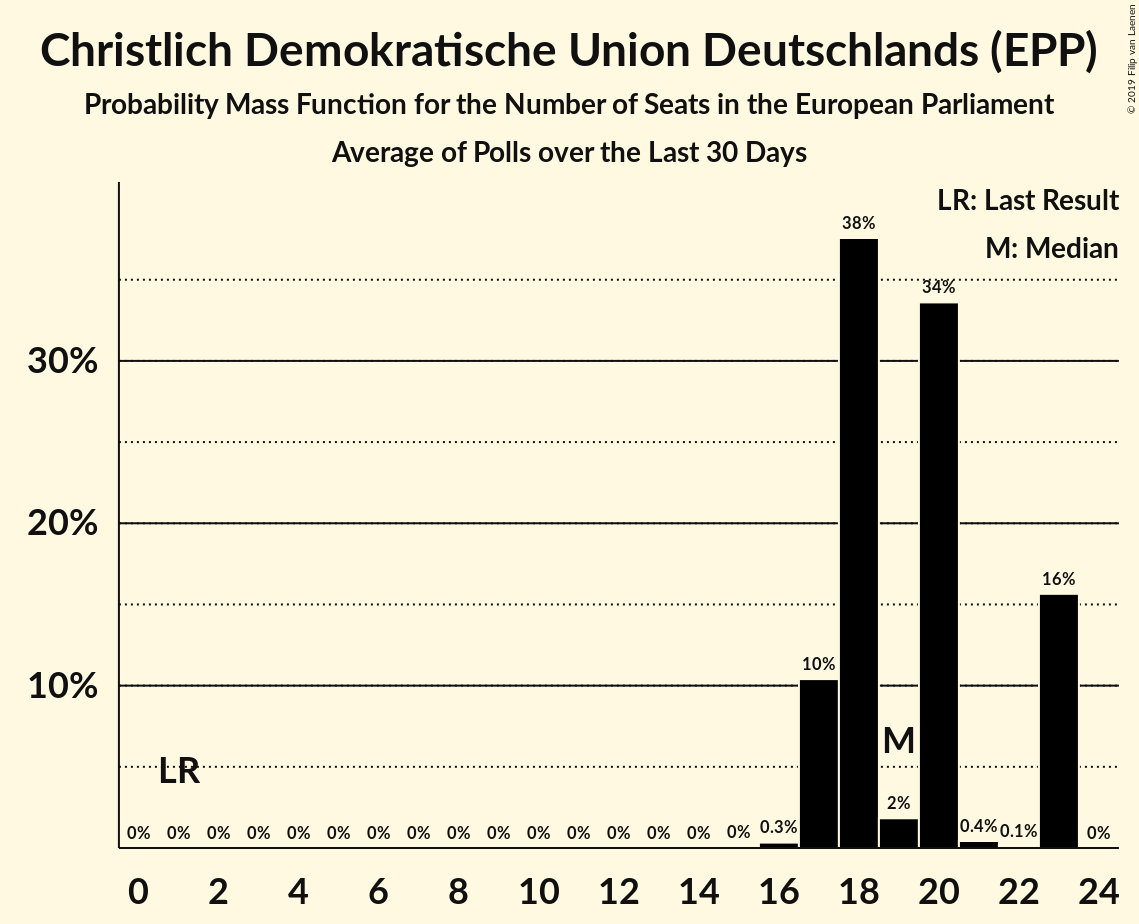 Christlich Demokratische Union Deutschlands (EPP)
Probability Mass Function for the Number of Seats in the European Parliament
Average of Polls over the Last 30 Days
© 2019 Filip van Laenen
LR: Last Result
M: Median
38%
34%
30%
20%
16%
10%
10%
M
LR
2%
0% 0% 0% 0% 0% 0% 0% 0% 0% 0% 0% 0% 0% 0% 0% 0% 0.3% 0.4% 0.1% 0%
0 2 4 6 8 10 12 14 16 18 20 22 24